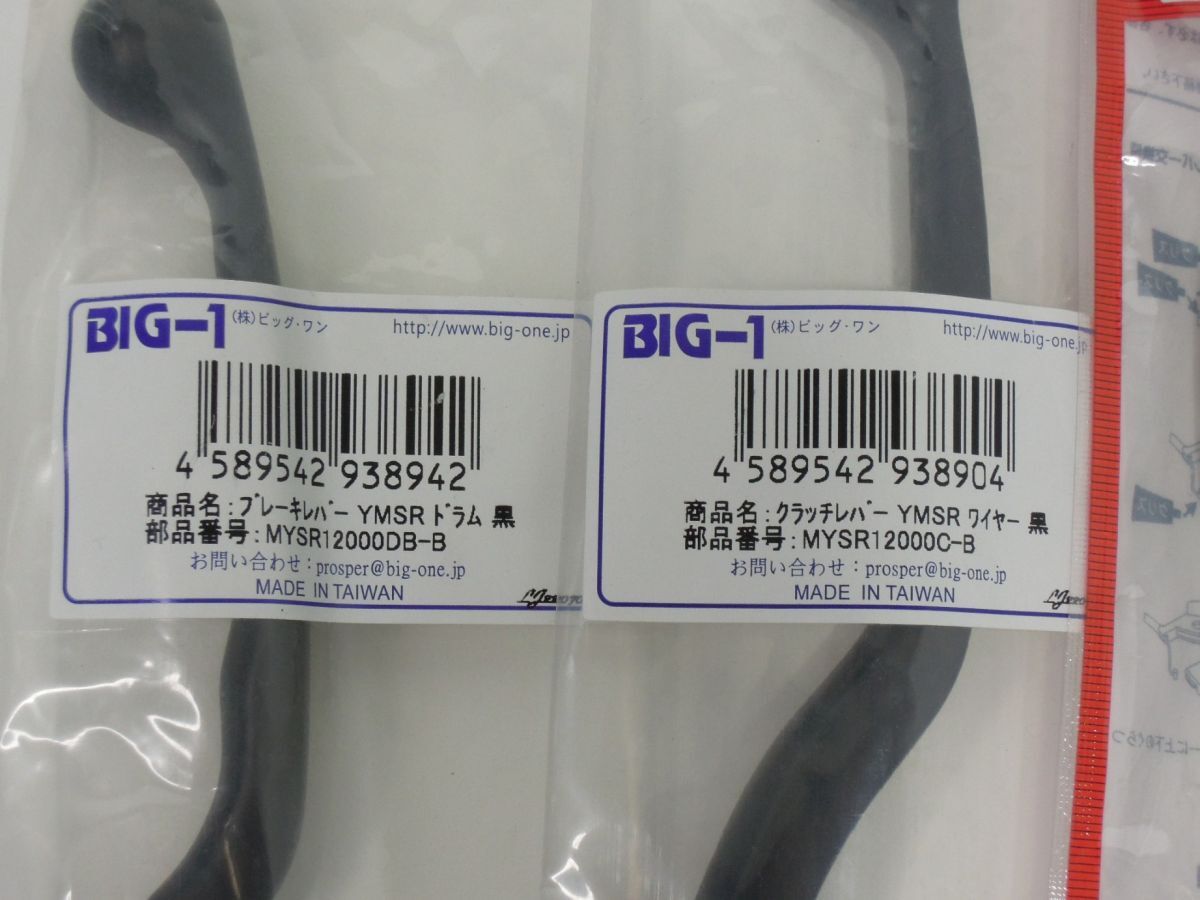 BIG-1 (株)ビッグ・ワン http://www.big-one.jp
4 589542 938942
商品名:ブレーキレバー YMSR ドラム 黒
部品番号:MYSR12000DB-B
お問い合わせ:prosper@big-one.jp
MADE IN TAIWAN
BIG-1 (株)ビッグ・ワン http://www.big-one.jp
4 589542 938904
商品名:クラッチレバー YMSR ワイヤー 黒
部品番号:MYSR12000C-B
お問い合わせ:prosper@big-one.jp
MADE IN TAIWAN